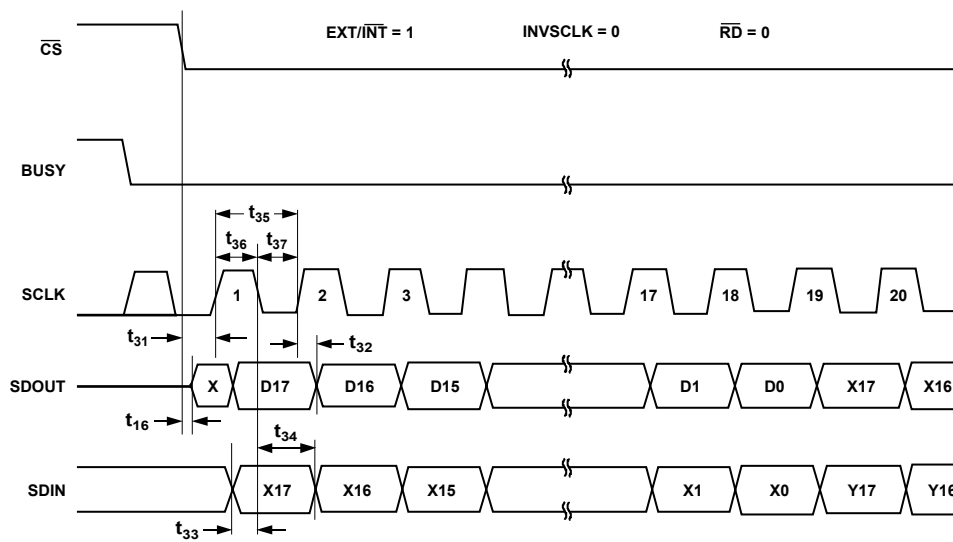 CS EXT/INT = 1 INVSCLK = 0 RD = 0
BUSY
t35
t36 t37
SCLK 1 2 3 17 18 19 20
t31 t32
SDOUT X D17 D16 D15 D1 D0 X17 X16
t16
t34
SDIN X17 X16 X15 X1 X0 Y17 Y16
t33